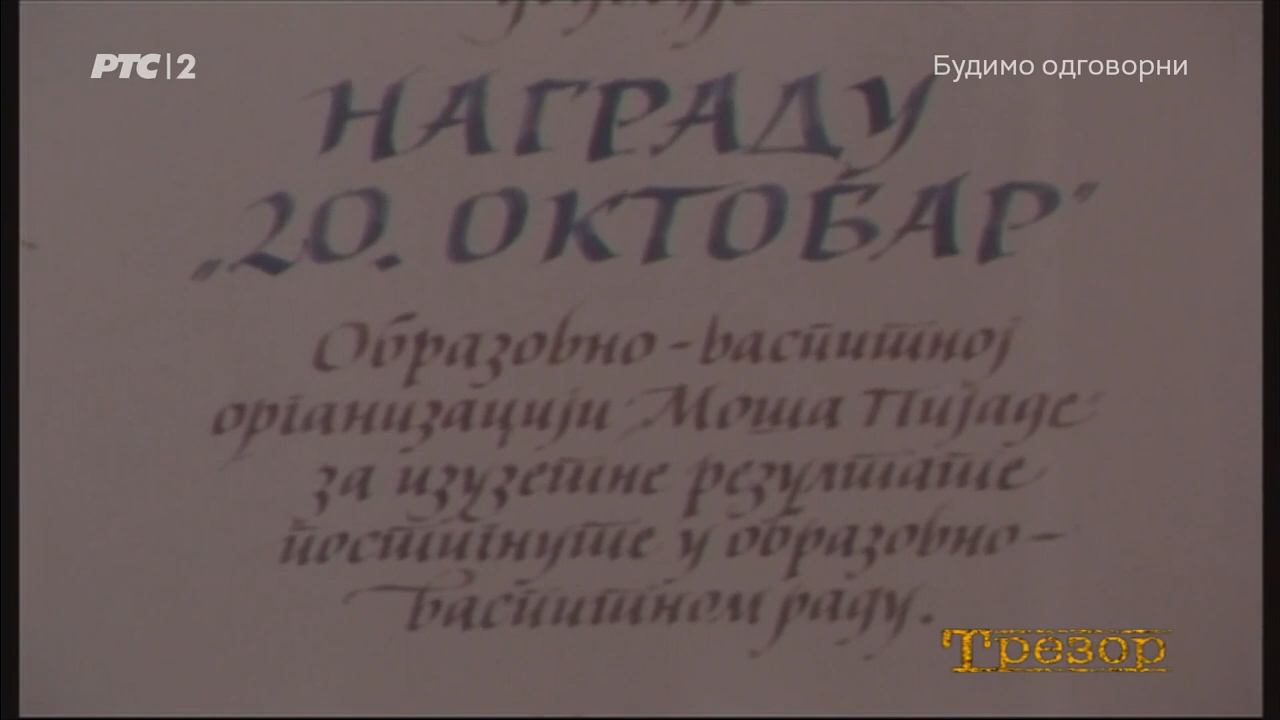 РТС|2
Будимо одговорни
НАГРАДУ
„20. ОКТОБАР”
Образовно-васпитној
организацији "Моша Пијаде"
за изузетне резултате
постигнуте у образовно-
васпитном раду.
Трезор